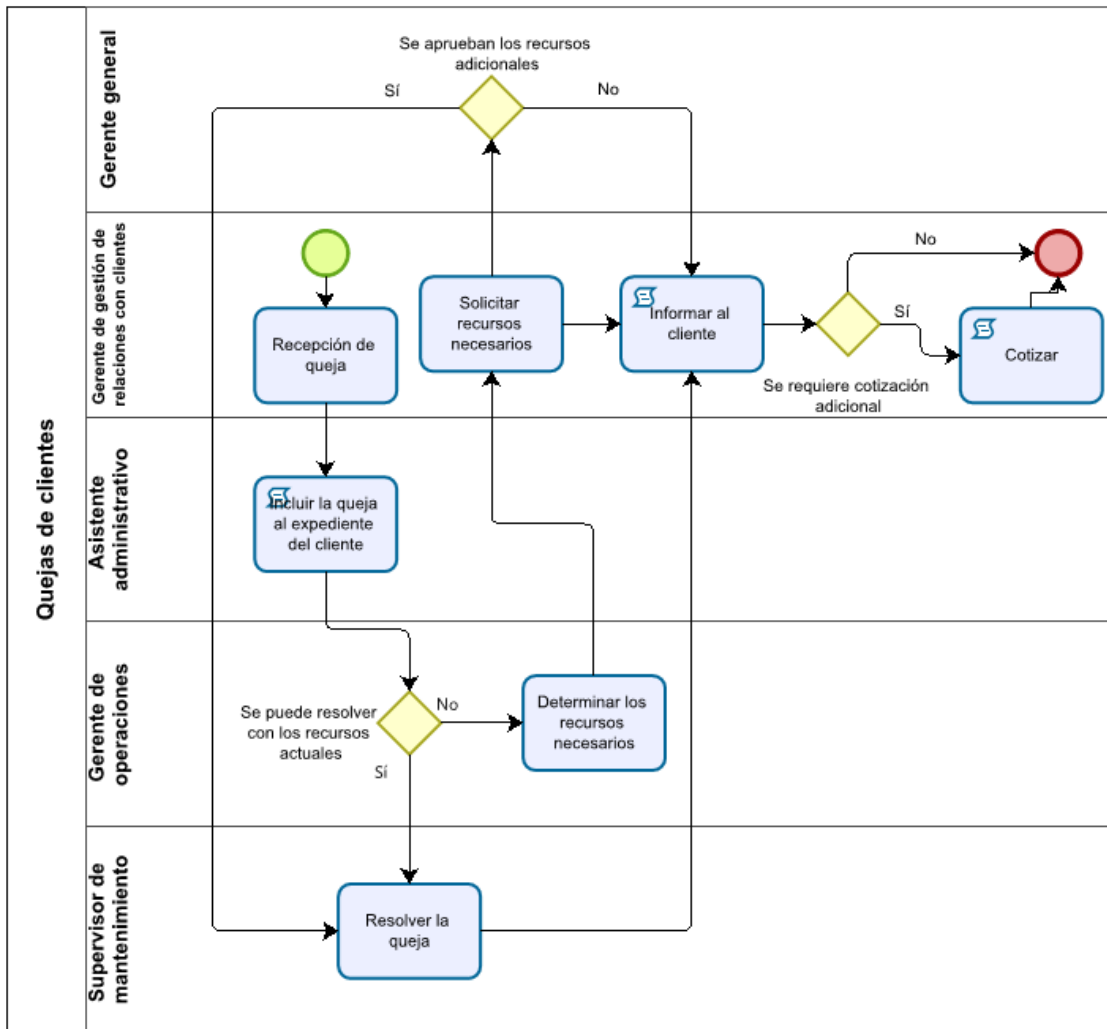 Quejas de clientes
Gerente general
Se aprueban los recursos
adicionales
Sí
No
Gerente de gestión de
relaciones con clientes
Recepción de
queja
Solicitar
recursos
necesarios
Informar al
cliente
No
Sí
Se requiere cotización
adicional
Cotizar
Asistente
administrativo
Incluir la queja
al expediente
del cliente
Gerente de
operaciones
Se puede resolver
con los recursos
actuales
No
Sí
Determinar los
recursos
necesarios
Supervisor de
mantenimiento
Resolver la
queja